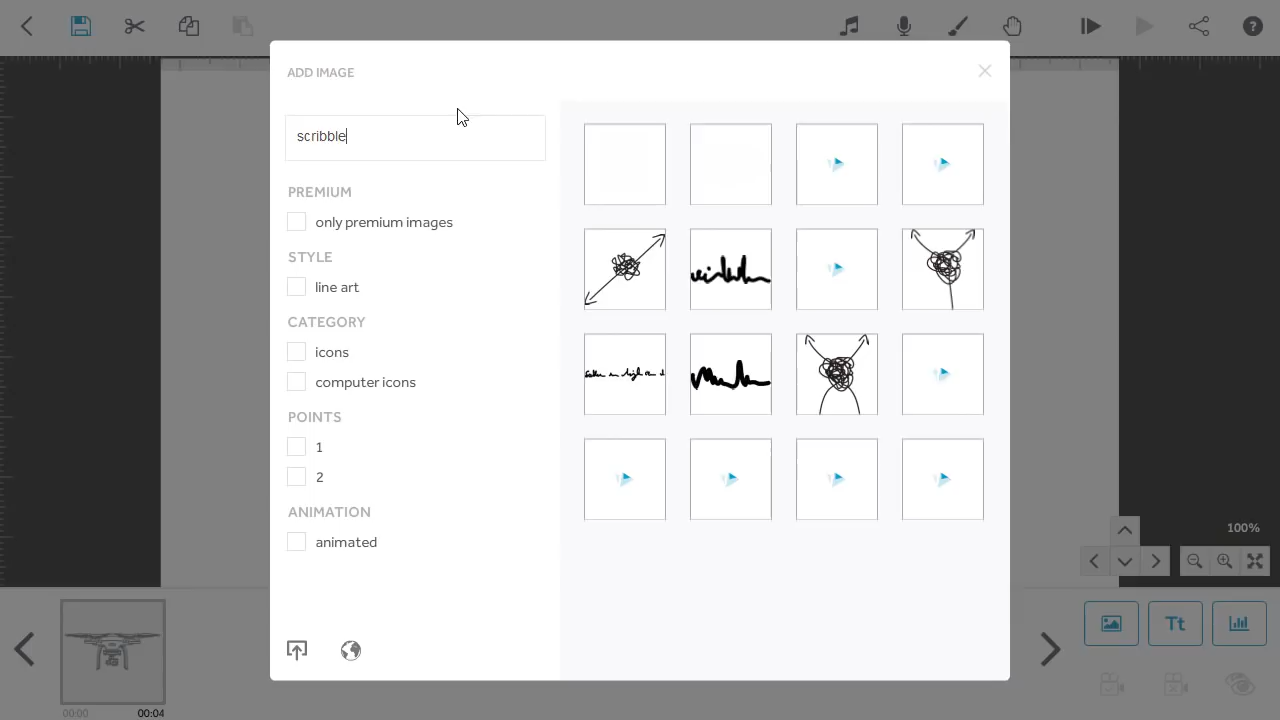 ADD IMAGE
scribble
PREMIUM
only premium images
STYLE
line art
CATEGORY
icons
computer icons
POINTS
1
2
ANIMATION
animated
100%
Tt
00:00
00:04